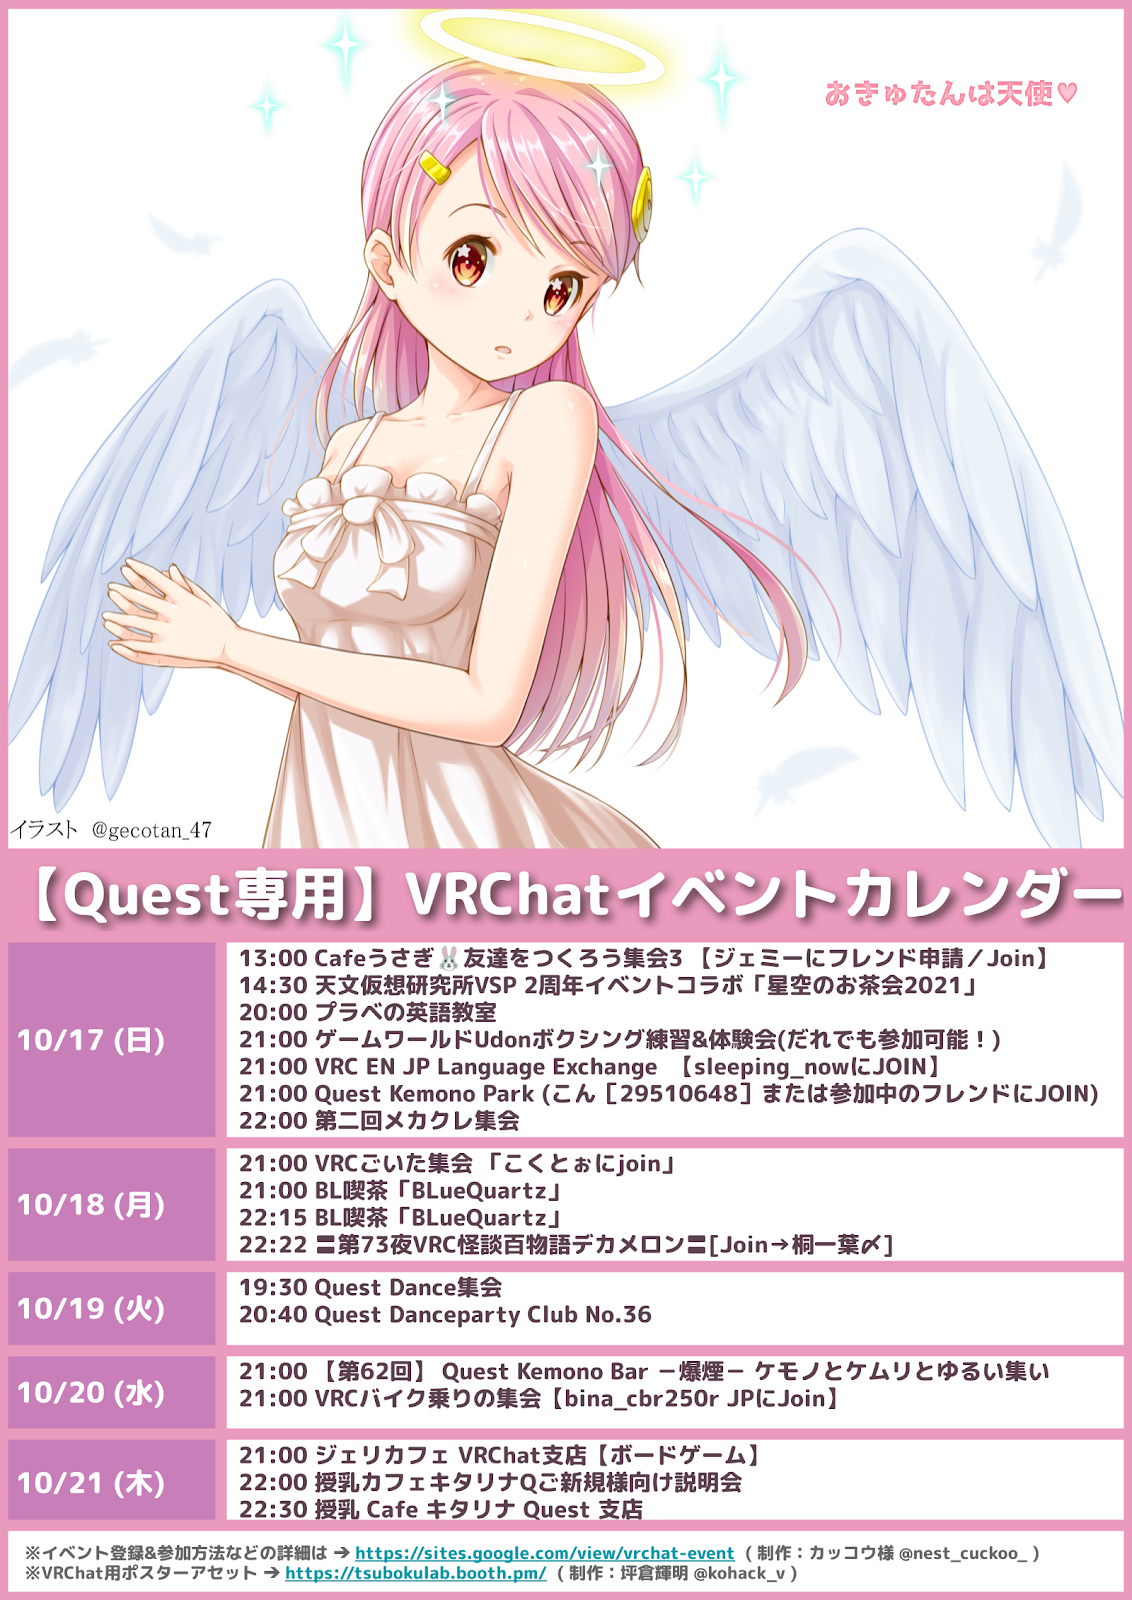 おきゅたんは天使♥
イラスト @gecotan_47
【Quest専用】VRChatイベントカレンダー
10/17 (日)
13:00 Cafeうさぎ🐰友達をつくろう集会3 【ジェミーにフレンド申請／Join】
14:30 天文仮想研究所VSP 2周年イベントコラボ「星空のお茶会2021」
20:00 プラベの英語教室
21:00 ゲームワールドUdonボクシング練習&体験会(だれでも参加可能！)
21:00 VRC EN JP Language Exchange 【sleeping_nowにJOIN】
21:00 Quest Kemono Park (こん［29510648］または参加中のフレンドにJOIN)
22:00 第二回メカクレ集会
10/18 (月)
21:00 VRCごいた集会 「こくとぉにjoin」
21:00 BL喫茶「BLueQuartz」
22:15 BL喫茶「BLueQuartz」
22:22 〓第73夜VRC怪談百物語デカメロン〓[Join→桐一葉〆]
10/19 (火)
19:30 Quest Dance集会
20:40 Quest Danceparty Club No.36
10/20 (水)
21:00 【第62回】 Quest Kemono Bar －爆煙－ ケモノとケムリとゆるい集い
21:00 VRCバイク乗りの集会【bina_cbr250r JPにJoin】
10/21 (木)
21:00 ジェリカフェ VRChat支店【ボードゲーム】
22:00 授乳カフェキタリナQご新規様向け説明会
22:30 授乳 Cafe キタリナ Quest 支店
※イベント登録&参加方法などの詳細は → https://sites.google.com/view/vrchat-event ( 制作：カッコウ様 @nest_cuckoo_ )
※VRChat用ポスターアセット → https://tsubokulab.booth.pm/ ( 制作：坪倉輝明 @kohack_v )